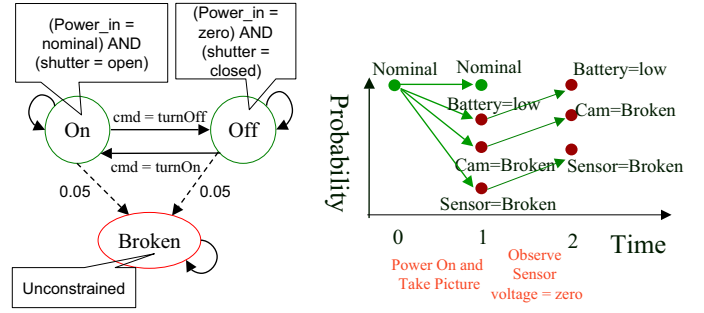 (Power_in =
nominal) AND
(shutter = open)
(Power_in =
zero) AND
(shutter =
closed)
On
cmd = turnOff
Off
cmd = turnOn
0.05
0.05
Broken
Unconstrained
Probability
Nominal
Nominal
Battery=low
Battery=low
Cam=Broken
Cam=Broken
Sensor=Broken
Sensor=Broken
0
1
2
Time
Power On and
Take Picture
Observe
Sensor
voltage = zero